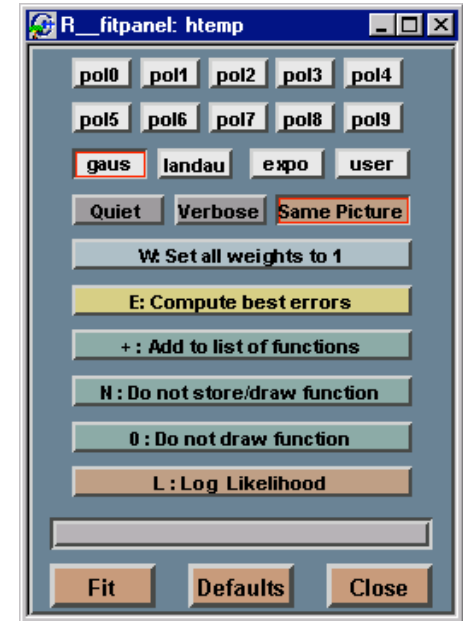 R__fitpanel: htemp
pol0 pol1 pol2 pol3 pol4
pol5 pol6 pol7 pol8 pol9
gaus landau expo user
Quiet Verbose Same Picture
W: Set all weights to 1
E: Compute best errors
+ : Add to list of functions
N : Do not store/draw function
0 : Do not draw function
L : Log Likelihood
Fit Defaults Close